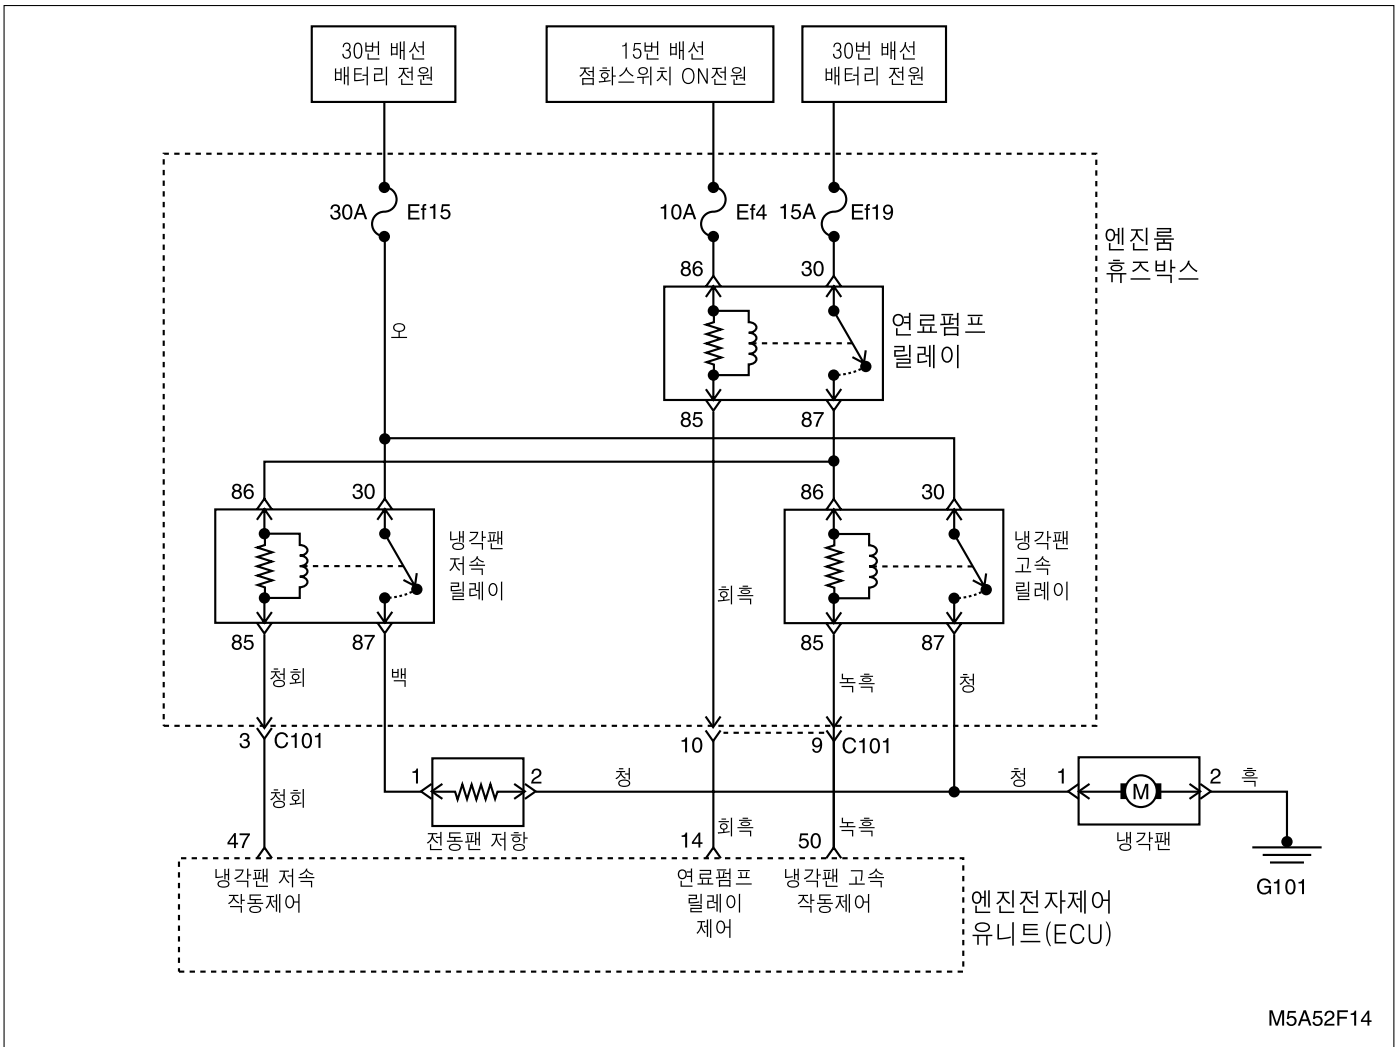 30번 배선
배터리 전원
15번 배선
점화스위치 ON전원
30번 배선
배터리 전원
30A Ef15
10A Ef4
15A Ef19
엔진룸
휴즈박스
86 30
연료펌프
릴레이
오
85 87
86 30
냉각팬
저속
릴레이
86 30
냉각팬
고속
릴레이
회흑
85 87
85 87
청회
백
녹흑
청
3 C101
10
9 C101
1 2
청
청
1 M 2
흑
청회
전동팬 저항
회흑
녹흑
냉각팬
47
14
50
냉각팬 저속
작동제어
연료펌프
릴레이
제어
냉각팬 고속
작동제어
엔진전자제어
유니트(ECU)
G101
M5A52F14